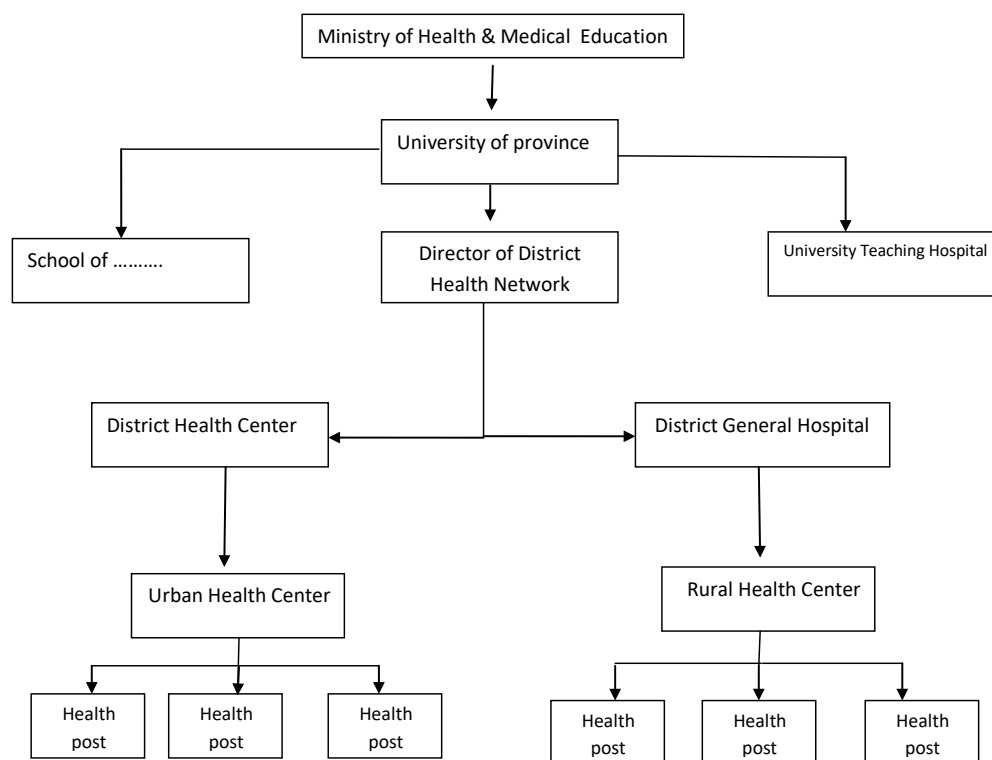 Ministry of Health & Medical Education
University of province
School of ……….
Director of District
Health Network
University Teaching Hospital
District Health Center
District General Hospital
Urban Health Center
Rural Health Center
Health
post
Health
post
Health
post
Health
post
Health
post
Health
post